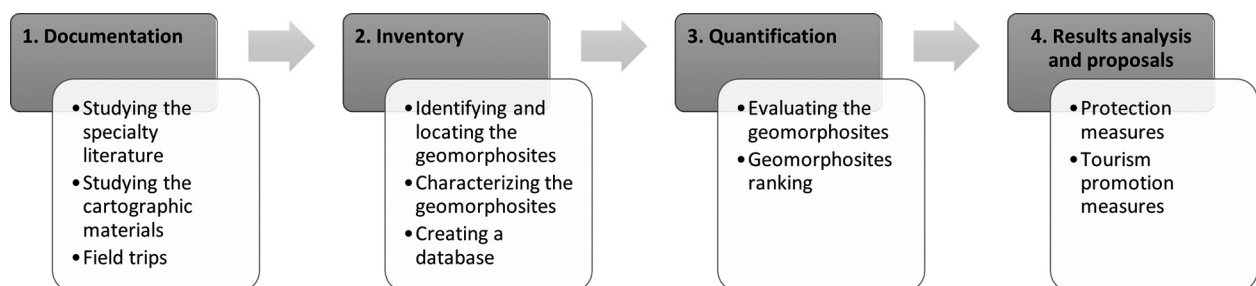 1. Documentation
•Studying the
specialty
literature
•Studying the
cartographic
materials
•Field trips
2. Inventory
•Identifying and
locating the
geomorphosites
•Characterizing the
geomorphosites
•Creating a
database
3. Quantification
•Evaluating the
geomorphosites
•Geomorphosites
ranking
4. Results analysis
and proposals
•Protection
measures
•Tourism
promotion
measures